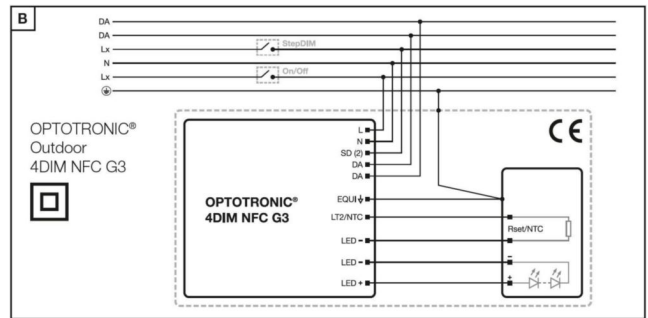 B
DA
DA
Lx
StepDIM
N
Lx
On/Off
OPTOTRONIC®
Outdoor
4DIM NFC G3
CE
L
N
SD (2)
DA
DA
OPTOTRONIC®
4DIM NFC G3
EQUI
LT2/NTC
Rset/NTC
LED -
LED -
-
LED +
+